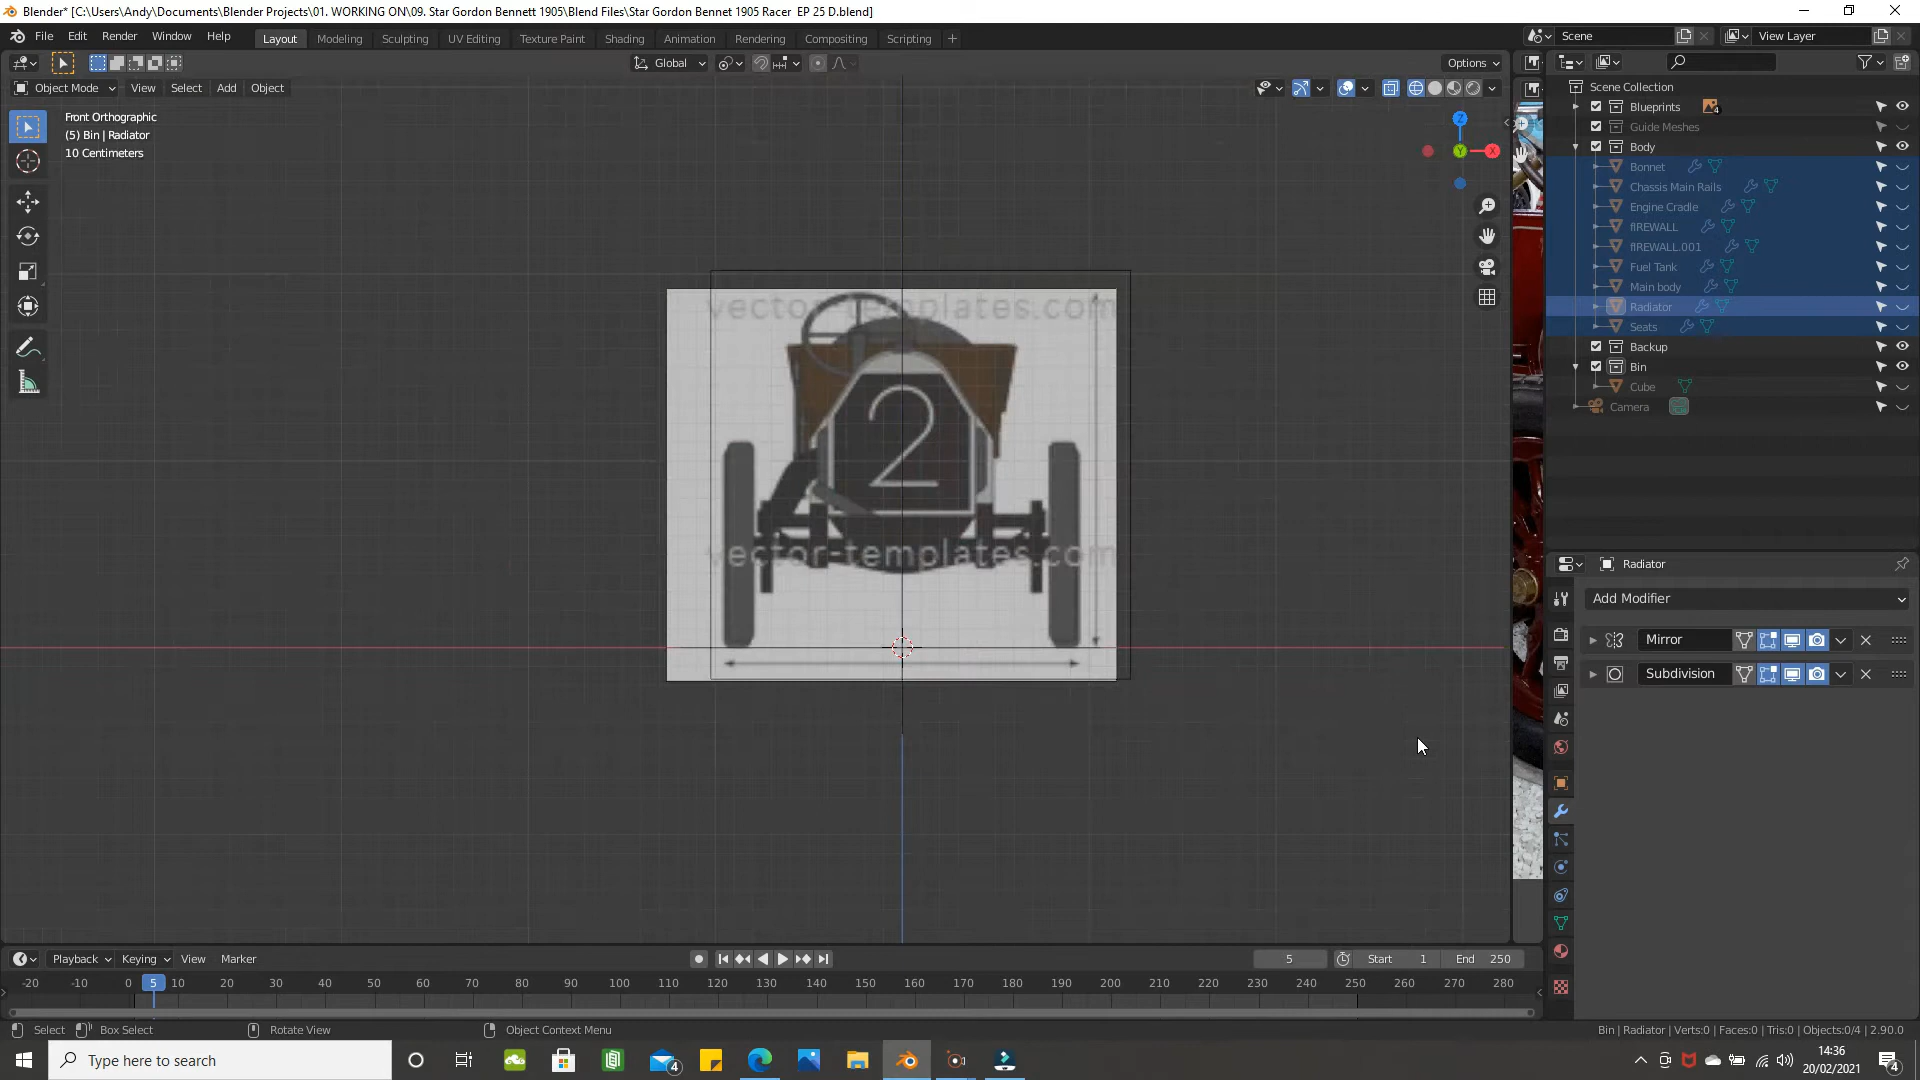 Blender* [C:\Users\Andy\Documents\Blender Projects\01. WORKING ON\09. Star Gordon Bennett 1905\Blend Files\Star Gordon Bennet 1905 Racer  EP 25 D.blend]
File Edit Render Window Help Layout Modeling Sculpting UV Editing Texture Paint Shading Animation Rendering Compositing Scripting + Scene View Layer
Global Options
Object Mode View Select Add Object
Scene Collection
Front Orthographic
(5) Bin | Radiator
10 Centimeters
Z
X
Y
Blueprints 4
Guide Meshes
Body
Bonnet
Chassis Main Rails
Engine Cradle
fIREWALL
fIREWALL.001
Fuel Tank
Main body
Radiator
Seats
Backup
Bin
Cube
Camera
vector-templates.com
2
vector-templates.com
Radiator
Add Modifier
Mirror
Subdivision
Playback Keying View Marker 5 Start 1 End 250
-20 -10 0 5 10 20 30 40 50 60 70 80 90 100 110 120 130 140 150 160 170 180 190 200 210 220 230 240 250 260 270 280
Select Box Select Rotate View Object Context Menu Bin | Radiator | Verts:0 | Faces:0 | Tris:0 | Objects:0/4 | 2.90.0
Type here to search 4 14:36
20/02/2021 4